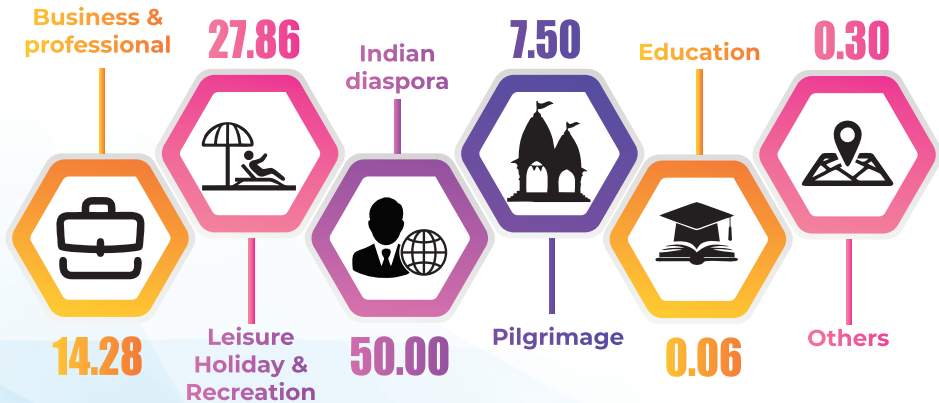 Business &
professional
14.28
27.86
Leisure
Holiday &
Recreation
Indian
diaspora
50.00
7.50
Pilgrimage
Education
0.06
0.30
Others